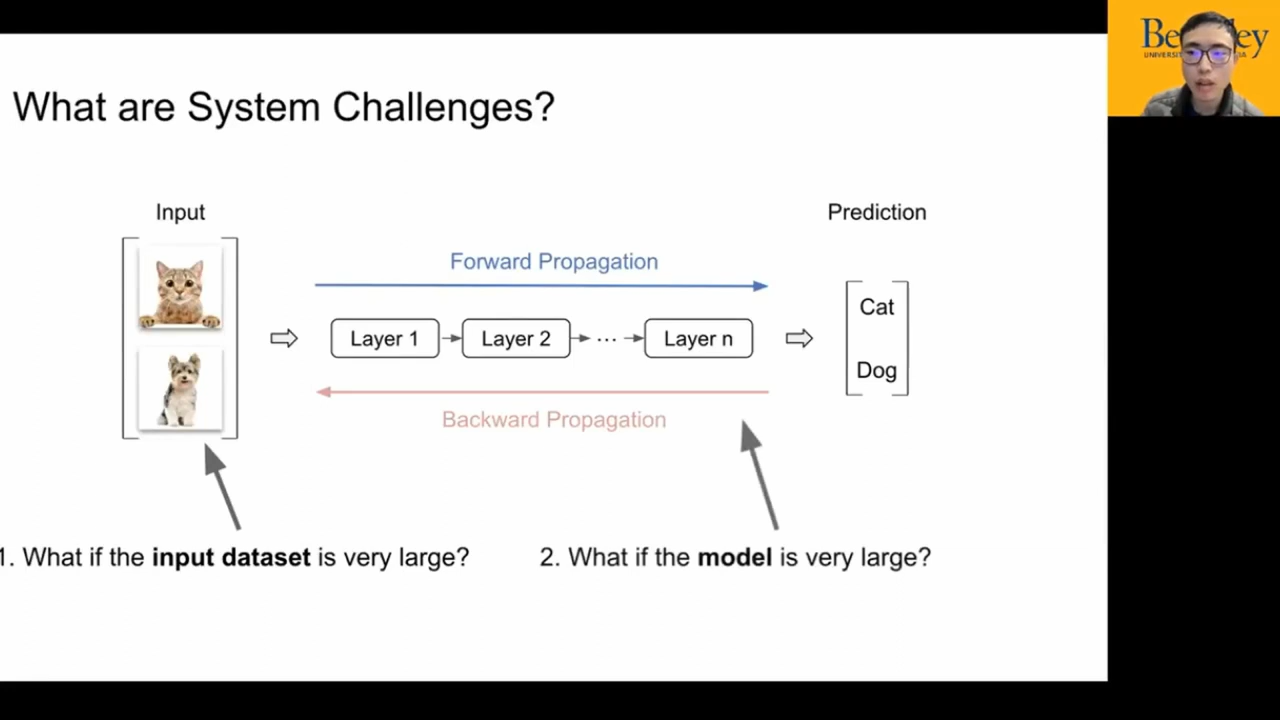 What are System Challenges?
Input
Prediction
Forward Propagation
Layer 1
Layer 2
...
Layer n
Cat
Dog
Backward Propagation
1. What if the input dataset is very large?
2. What if the model is very large?